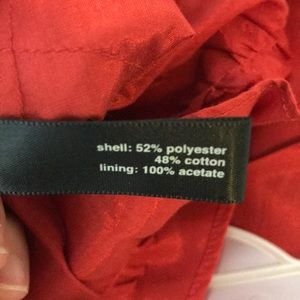 shell: 52% polyester
48% cotton
lining: 100% acetate